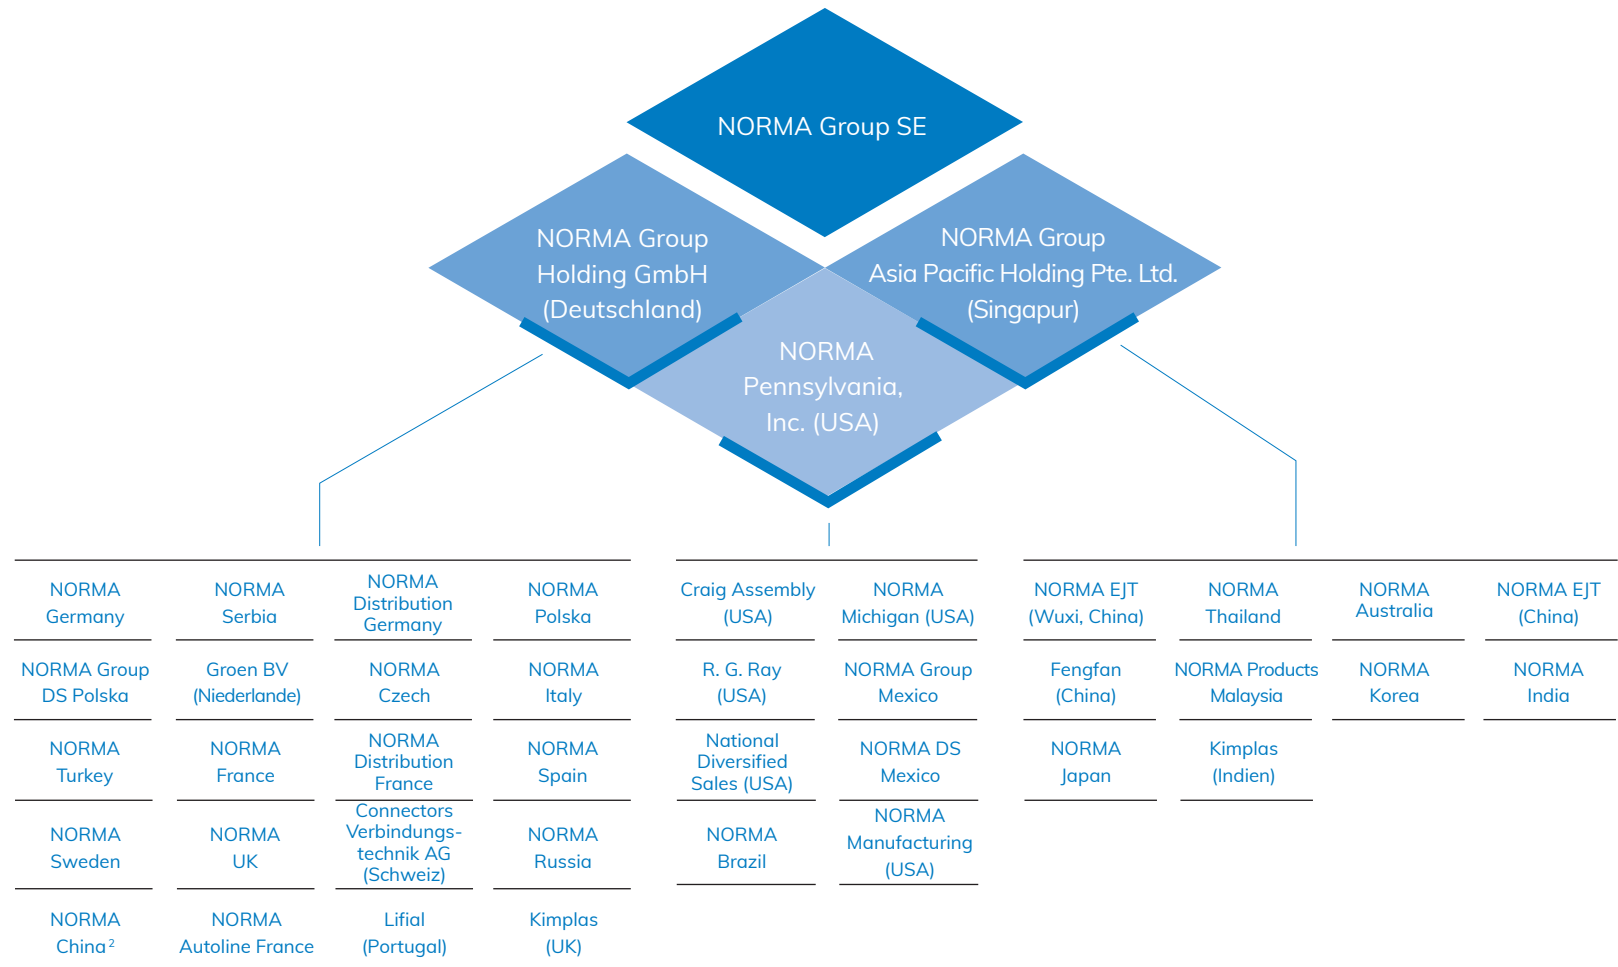 NORMA Group SE
NORMA Group
Holding GmbH
(Deutschland)
NORMA Group
Asia Pacific Holding Pte. Ltd.
(Singapur)
NORMA
Pennsylvania,
Inc. (USA)
NORMA
Germany
NORMA
Serbia
NORMA
Distribution
Germany
NORMA
Polska
NORMA Group
DS Polska
Groen BV
(Niederlande)
NORMA
Czech
NORMA
Italy
NORMA
Turkey
NORMA
France
NORMA
Distribution
France
NORMA
Spain
NORMA
Sweden
NORMA
UK
Connectors
Verbindungs-
technik AG
(Schweiz)
NORMA
Russia
NORMA
China 2
NORMA
Autoline France
Lifial
(Portugal)
Kimplas
(UK)
Craig Assembly
(USA)
NORMA
Michigan (USA)
R. G. Ray
(USA)
NORMA Group
Mexico
National
Diversified
Sales (USA)
NORMA DS
Mexico
NORMA
Brazil
NORMA
Manufacturing
(USA)
NORMA EJT
(Wuxi, China)
NORMA
Thailand
NORMA
Australia
NORMA EJT
(China)
Fengfan
(China)
NORMA Products
Malaysia
NORMA
Korea
NORMA
India
NORMA
Japan
Kimplas
(Indien)